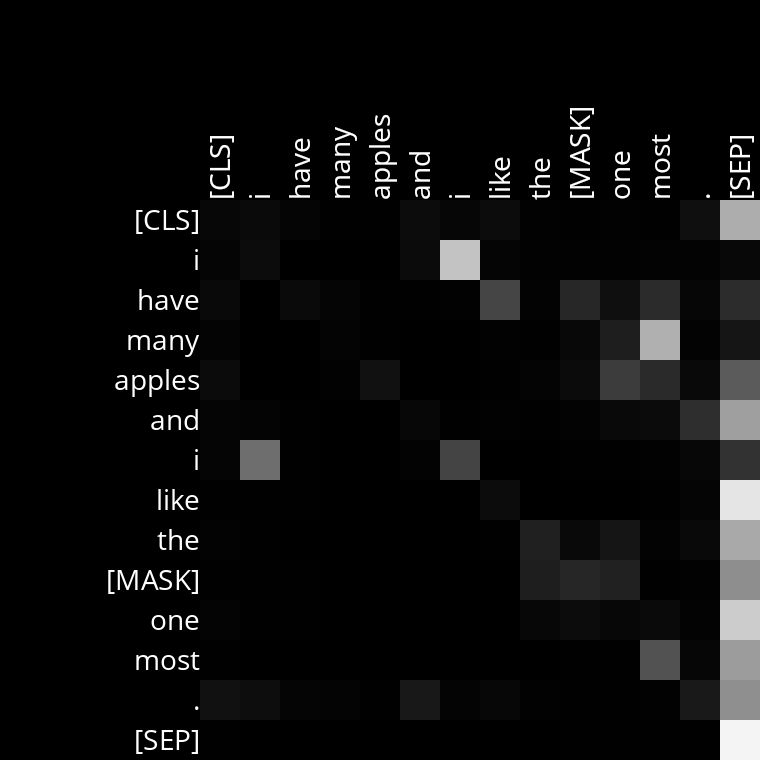 [CLS] i have many apples and i like the [MASK] one most . [SEP]
[CLS]
i
have
many
apples
and
i
like
the
[MASK]
one
most
.
[SEP]